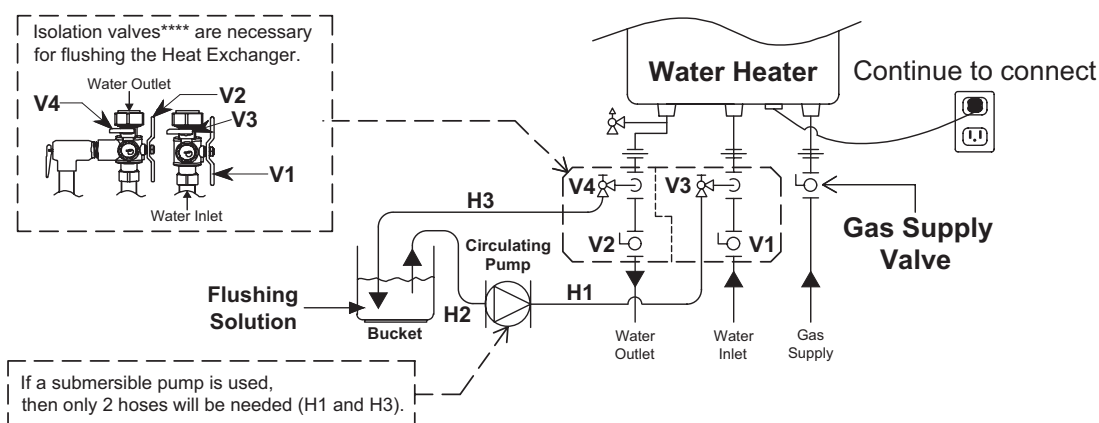 Isolation valves**** are necessary
for flushing the Heat Exchanger.
Water Outlet
V4
V2
V3
V1
Water Inlet
Water Heater
Continue to connect
V4
V3
H3
V2
V1
Gas Supply
Valve
Circulating
Pump
Flushing
Solution
H2
H1
Bucket
Water
Outlet
Water
Inlet
Gas
Supply
If a submersible pump is used,
then only 2 hoses will be needed (H1 and H3).